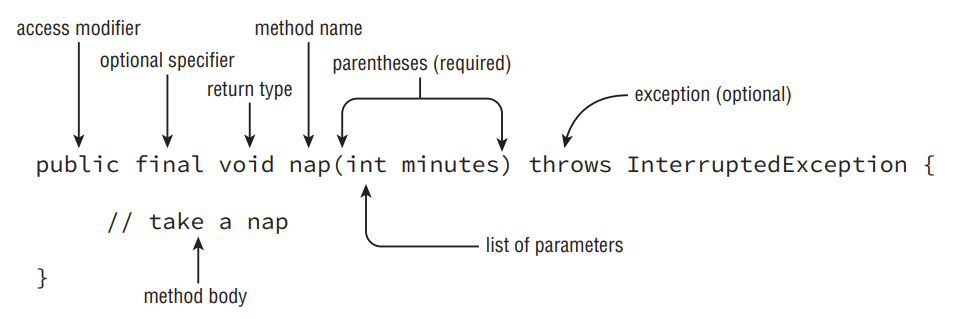 access modifier
method name
optional specifier
parentheses (required)
return type
exception (optional)
public final void nap(int minutes) throws InterruptedException {
// take a nap
list of parameters
}
method body